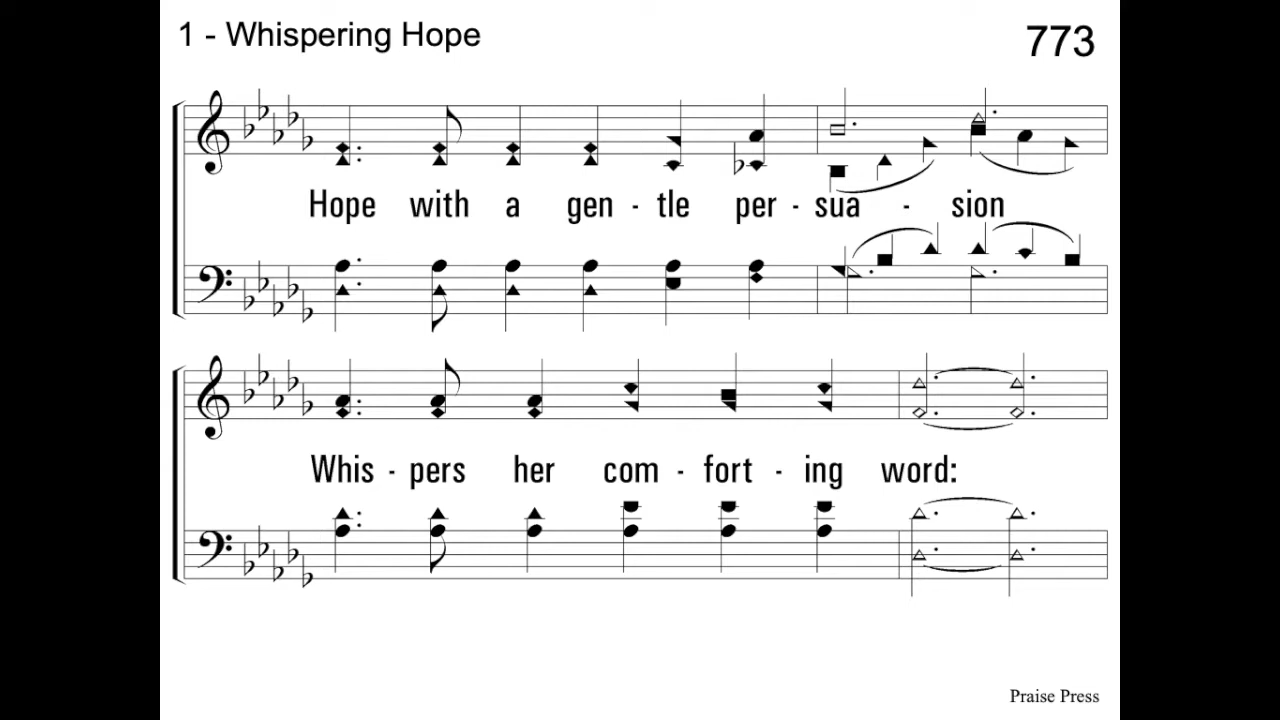 1 - Whispering Hope
773
Hope with a gen - tle per - sua - sion
Whis - pers her com - fort - ing word:
Praise Press